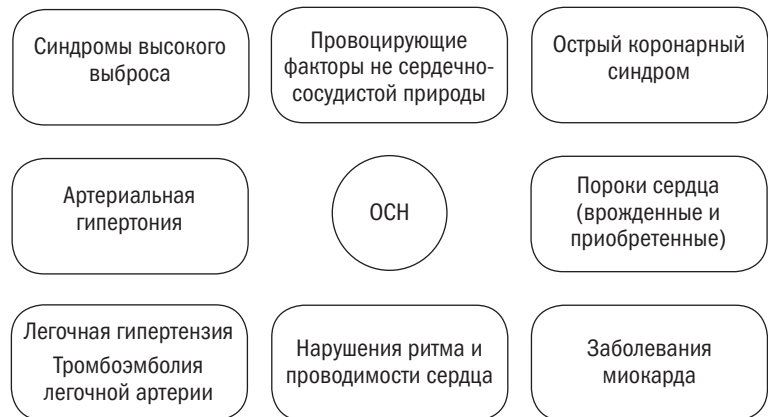 Синдромы высокого
выброса
Провоцирующие
факторы не сердечно-
сосудистой природы
Острый коронарный
синдром
Артериальная
гипертония
ОСН
Пороки сердца
(врожденные и
приобретенные)
Легочная гипертензия
Тромбоэмболия
легочной артерии
Нарушения ритма и
проводимости сердца
Заболевания
миокарда